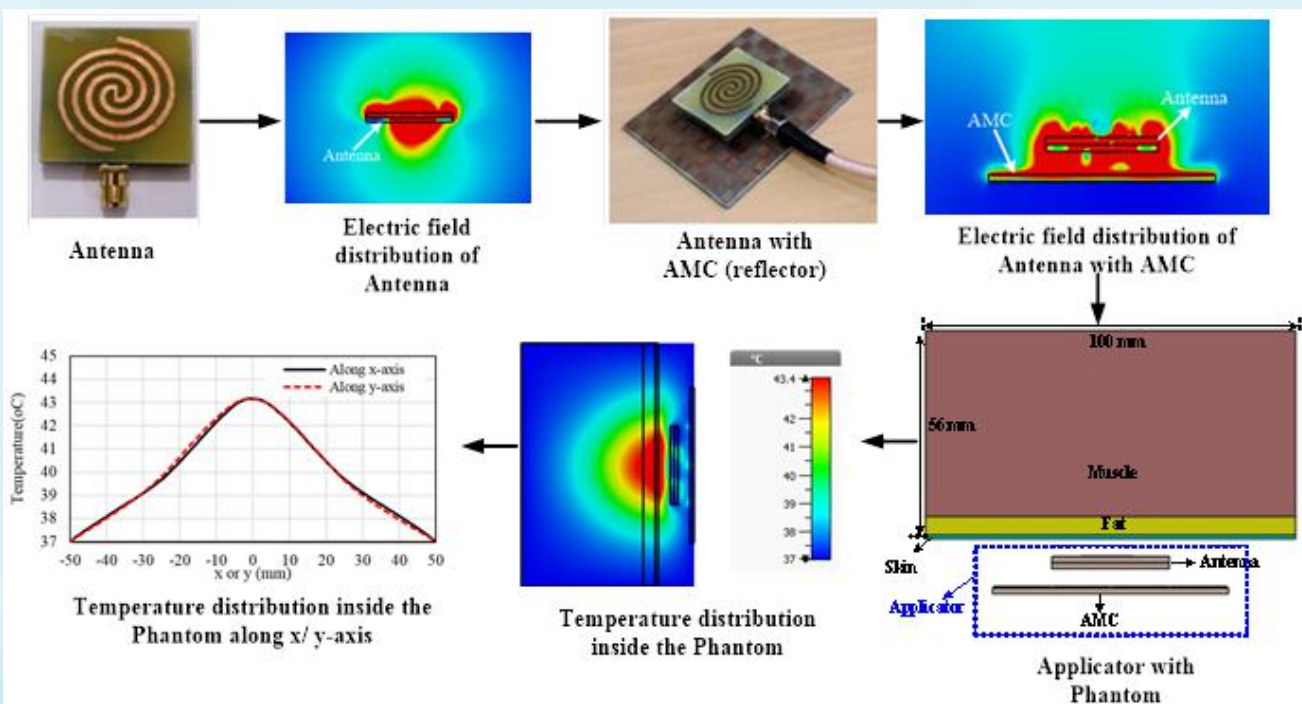 Antenna
Antenna
Electric field
distribution of
Antenna
Antenna with
AMC (reflector)
AMC
Antenna
Electric field distribution of
Antenna with AMC
45
44
43
42
41
40
39
38
37
Temperature(oC)
Along x-axis
Along y-axis
-50 -40 -30 -20 -10 0 10 20 30 40 50
x or y (mm)
Temperature distribution inside the
Phantom along x/ y-axis
°C
43.4
42
41
40
39
38
37
Temperature distribution
inside the Phantom
100 mm
56 mm
Muscle
Fat
Skin
Antenna
Applicator
AMC
Applicator with
Phantom